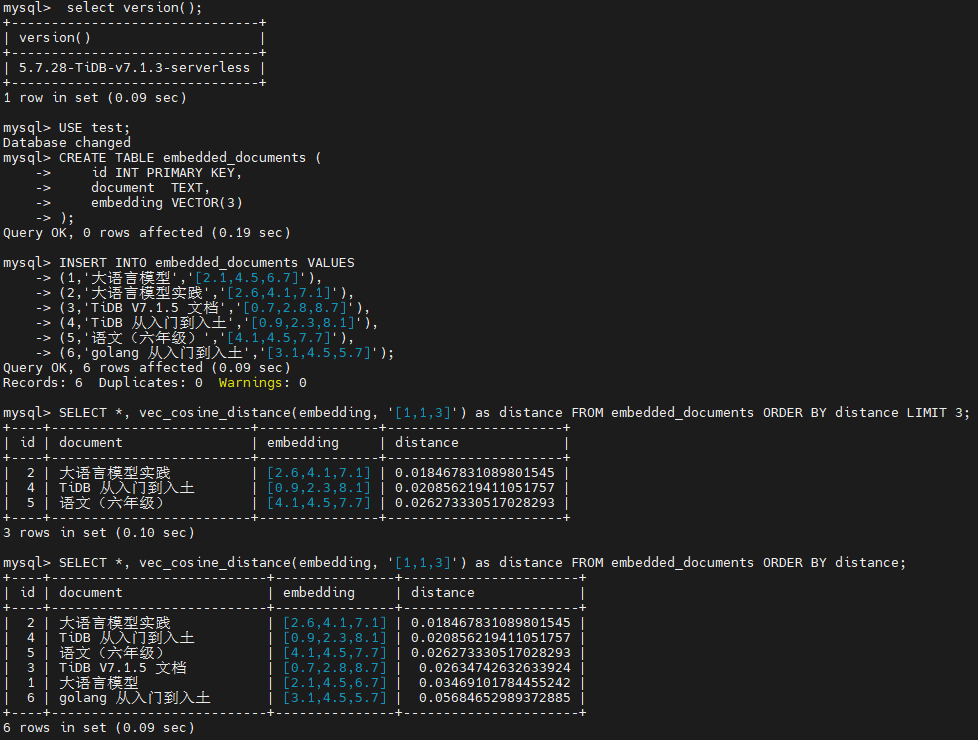 mysql>  select version();
+-------------------------------+
| version()                     |
+-------------------------------+
| 5.7.28-TiDB-v7.1.3-serverless |
+-------------------------------+
1 row in set (0.09 sec)
mysql> USE test;
Database changed
mysql> CREATE TABLE embedded_documents (
    ->     id INT PRIMARY KEY,
    ->     document  TEXT,
    ->     embedding VECTOR(3)
    -> );
Query OK, 0 rows affected (0.19 sec)
mysql> INSERT INTO embedded_documents VALUES
    -> (1,'大语言模型','[2.1,4.5,6.7]'),
    -> (2,'大语言模型实践','[2.6,4.1,7.1]'),
    -> (3,'TiDB V7.1.5 文档','[0.7,2.8,8.7]'),
    -> (4,'TiDB 从入门到入土','[0.9,2.3,8.1]'),
    -> (5,'语文（六年级）','[4.1,4.5,7.7]'),
    -> (6,'golang 从入门到入土','[3.1,4.5,5.7]');
Query OK, 6 rows affected (0.09 sec)
Records: 6  Duplicates: 0  Warnings: 0
mysql> SELECT *, vec_cosine_distance(embedding, '[1,1,3]') as distance FROM embedded_documents ORDER BY distance LIMIT 3;
+----+-------------------------+---------------+----------------------+
| id | document                | embedding     | distance             |
+----+-------------------------+---------------+----------------------+
|  2 | 大语言模型实践          | [2.6,4.1,7.1] | 0.018467831089801545 |
|  4 | TiDB 从入门到入土       | [0.9,2.3,8.1] | 0.020856219411051757 |
|  5 | 语文（六年级）          | [4.1,4.5,7.7] | 0.026273330517028293 |
+----+-------------------------+---------------+----------------------+
3 rows in set (0.10 sec)
mysql> SELECT *, vec_cosine_distance(embedding, '[1,1,3]') as distance FROM embedded_documents ORDER BY distance;
+----+---------------------------+---------------+----------------------+
| id | document                  | embedding     | distance             |
+----+---------------------------+---------------+----------------------+
|  2 | 大语言模型实践            | [2.6,4.1,7.1] | 0.018467831089801545 |
|  4 | TiDB 从入门到入土         | [0.9,2.3,8.1] | 0.020856219411051757 |
|  5 | 语文（六年级）            | [4.1,4.5,7.7] | 0.026273330517028293 |
|  3 | TiDB V7.1.5 文档          | [0.7,2.8,8.7] |  0.02634742632633924 |
|  1 | 大语言模型                | [2.1,4.5,6.7] |  0.03469101784455242 |
|  6 | golang 从入门到入土       | [3.1,4.5,5.7] |  0.05684652989372885 |
+----+---------------------------+---------------+----------------------+
6 rows in set (0.09 sec)